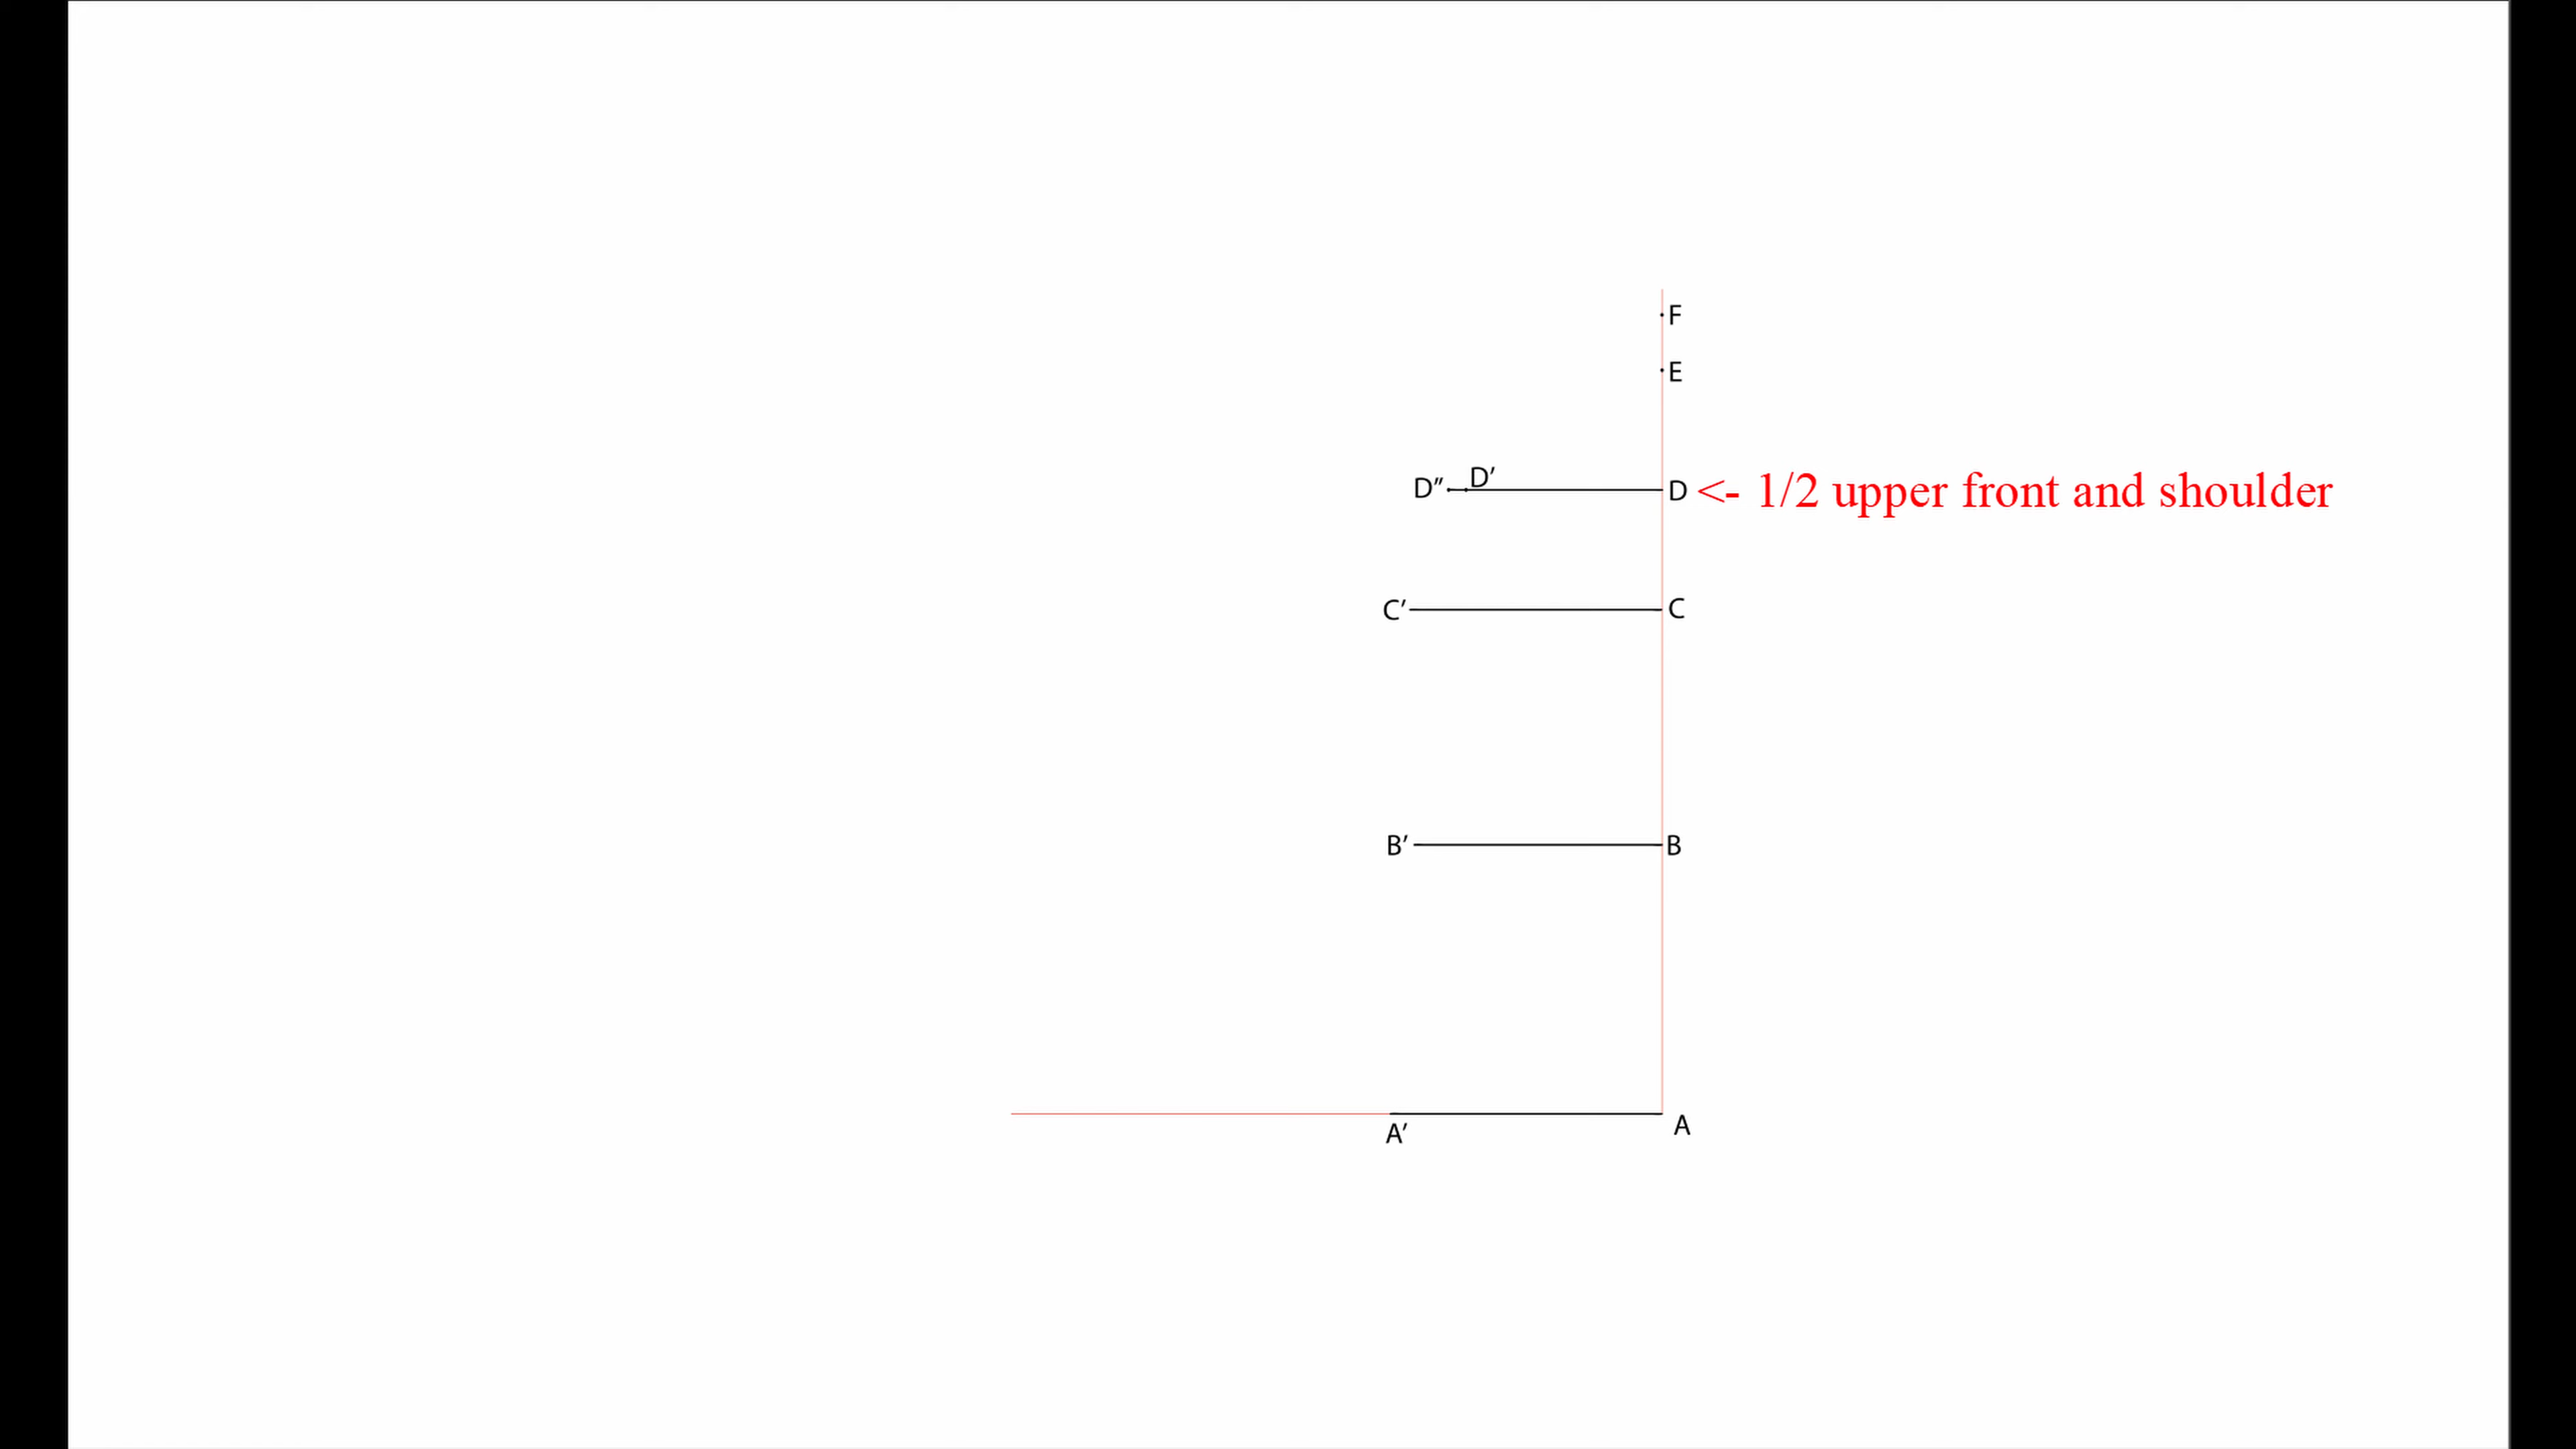 F
E
D″ D′ D <- 1/2 upper front and shoulder
C′ C
B′ B
A′ A